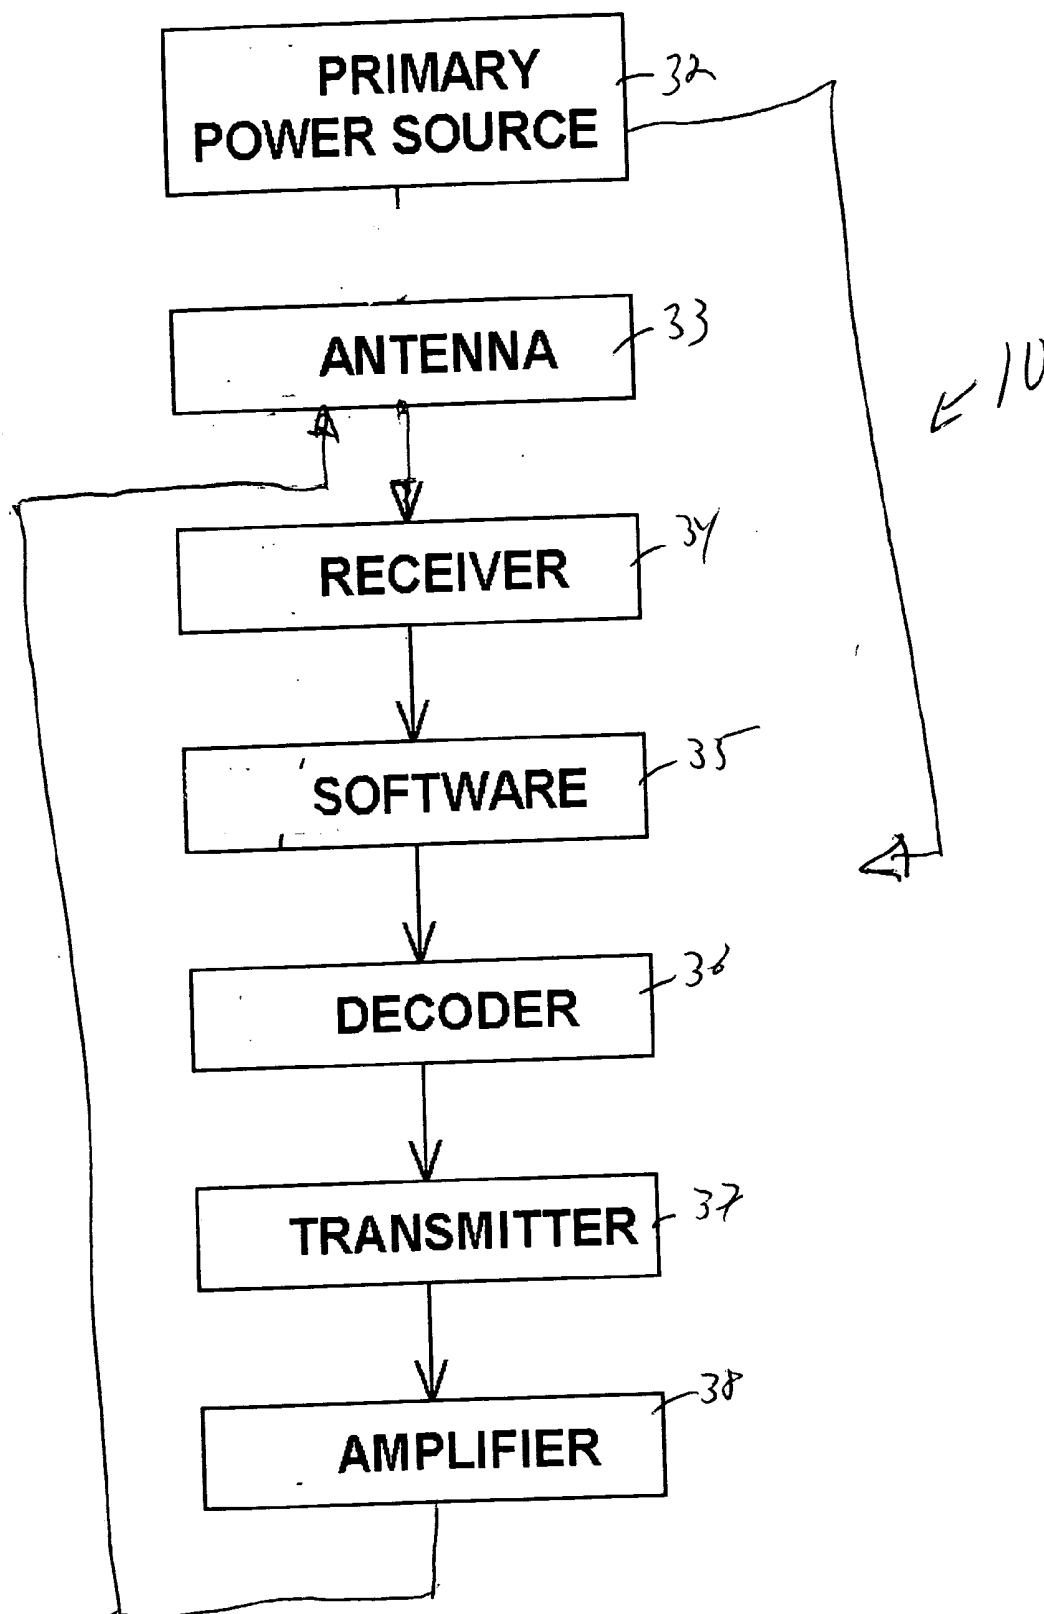 PRIMARY
POWER SOURCE
32
ANTENNA
33
10
RECEIVER
34
SOFTWARE
35
DECODER
36
TRANSMITTER
37
AMPLIFIER
38